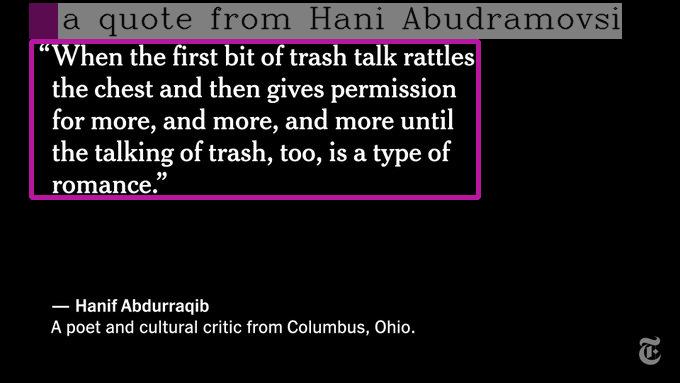 a quote from Hani Abudramovsi
“When the first bit of trash talk rattles
the chest and then gives permission
for more, and more, and more until
the talking of trash, too, is a type of
romance.”
— Hanif Abdurraqib
A poet and cultural critic from Columbus, Ohio.
T